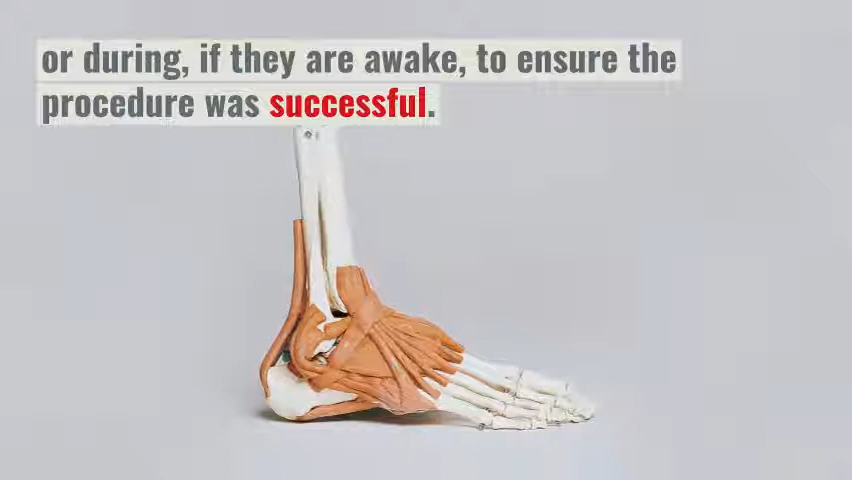 or during, if they are awake, to ensure the
procedure was successful.